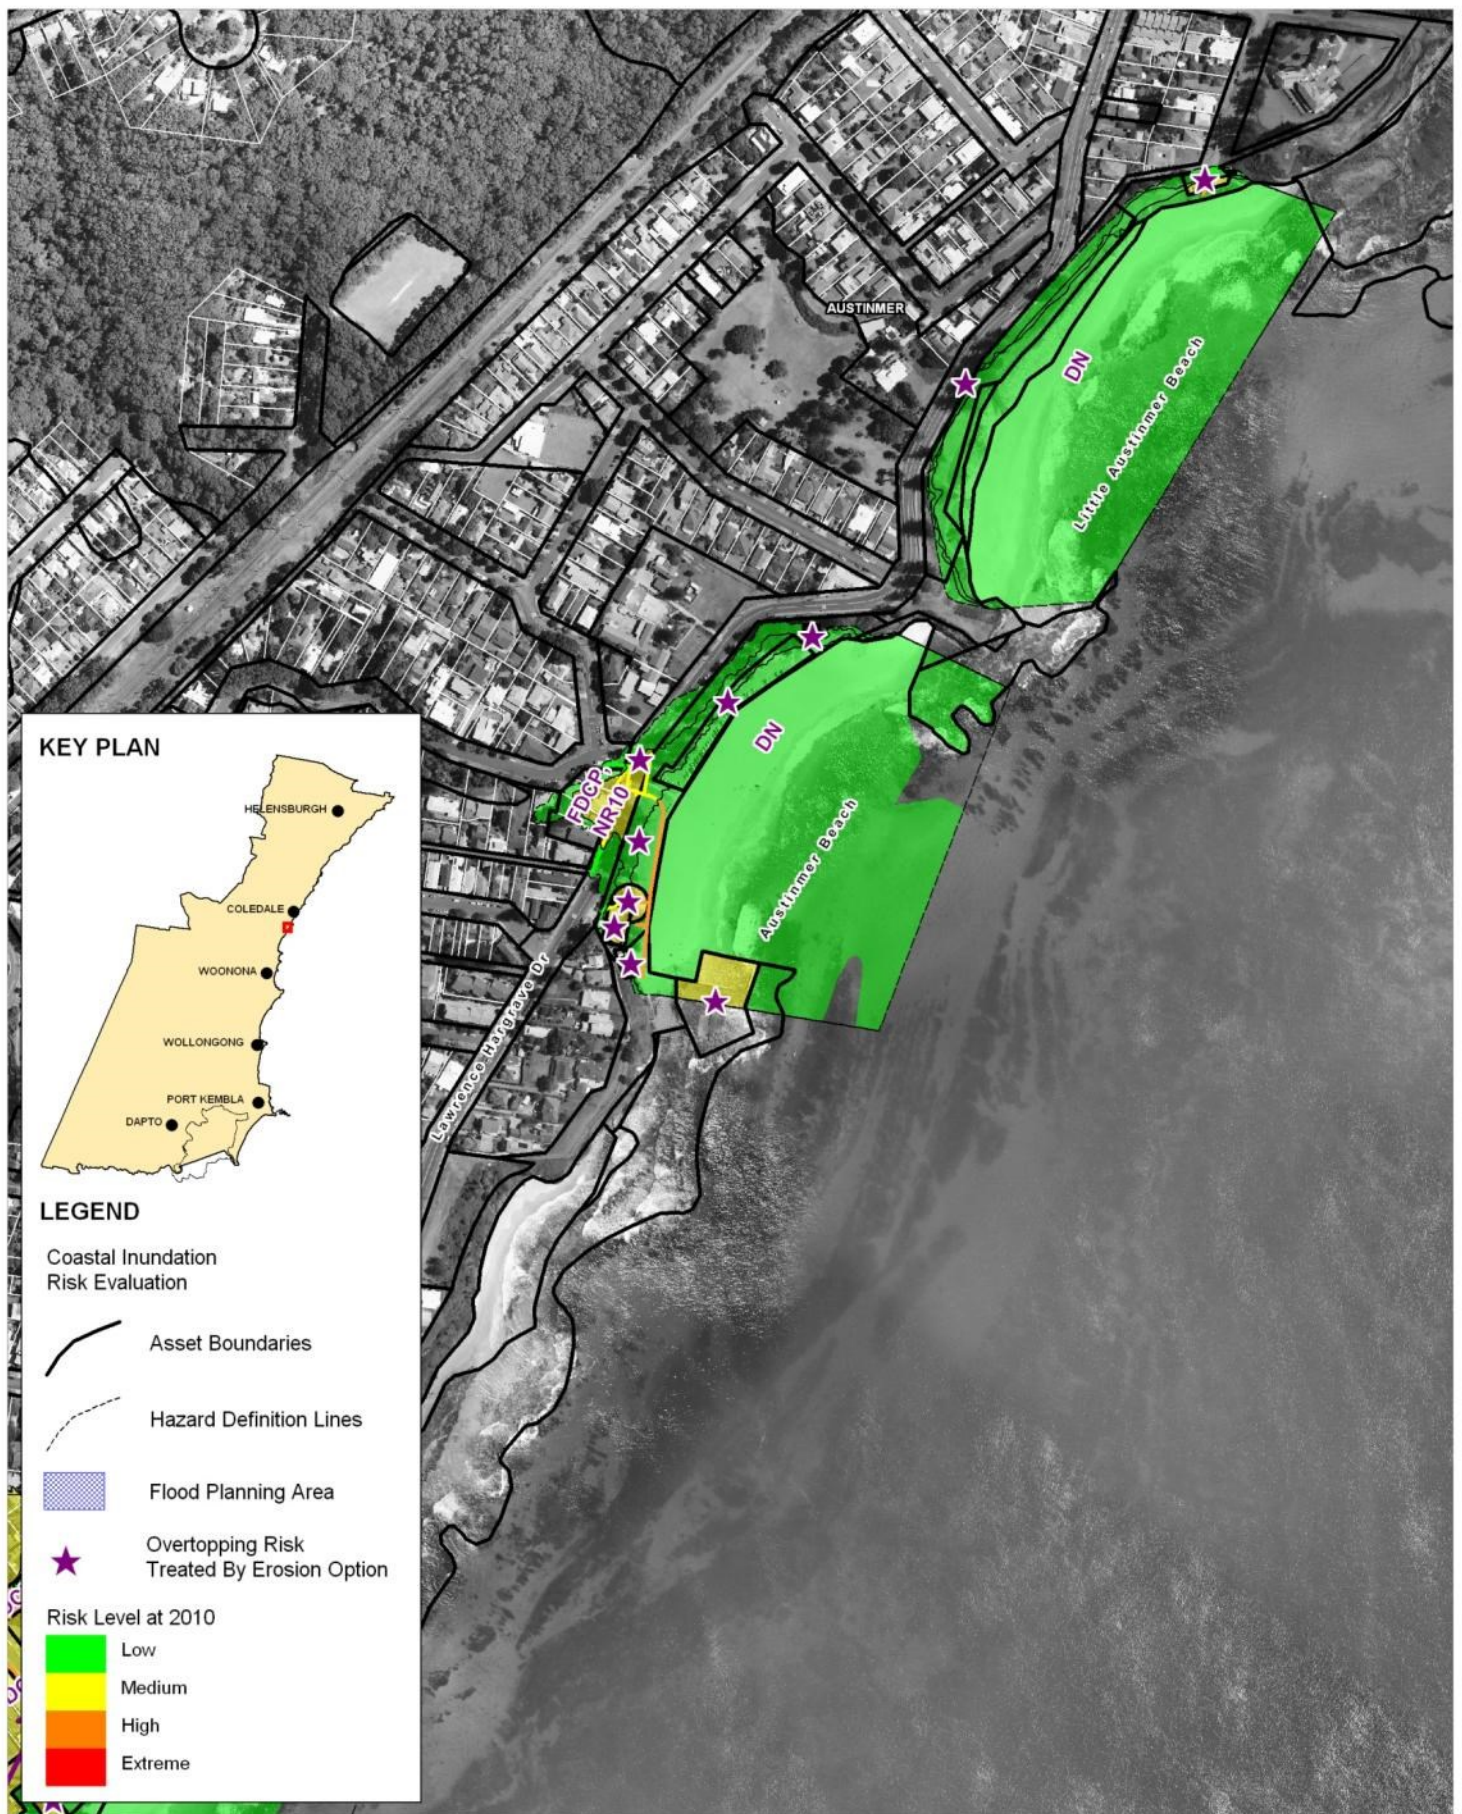 AUSTINMER
DN
Little Austinmer Beach
DN
FDCP,
NR10
Austinmer Beach
Lawrence Hargrave Dr
KEY PLAN
HELENSBURGH
COLEDALE
WOONONA
WOLLONGONG
PORT KEMBLA
DAPTO
LEGEND
Coastal Inundation
Risk Evaluation
Asset Boundaries
Hazard Definition Lines
Flood Planning Area
Overtopping Risk
Treated By Erosion Option
Risk Level at 2010
Low
Medium
High
Extreme